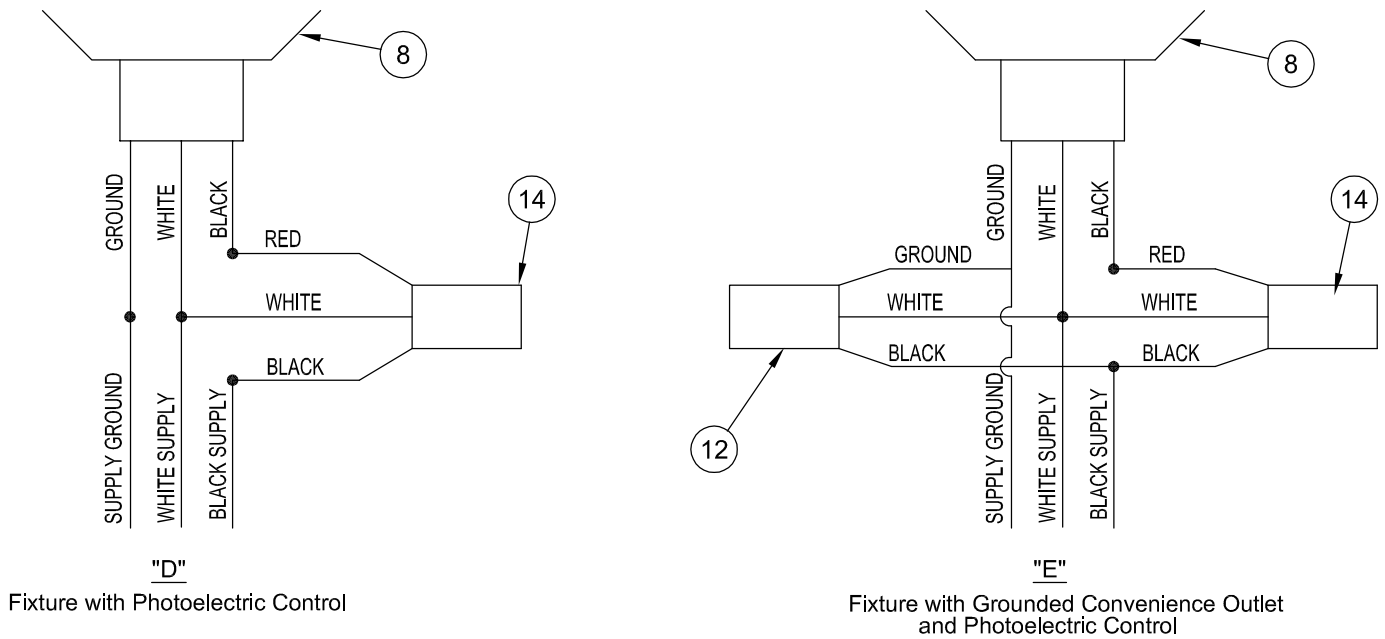 8
GROUND
WHITE
BLACK
RED
14
WHITE
BLACK
SUPPLY GROUND
WHITE SUPPLY
BLACK SUPPLY
"D"
Fixture with Photoelectric Control
8
GROUND
WHITE
BLACK
14
GROUND
RED
WHITE
WHITE
BLACK
BLACK
12
SUPPLY GROUND
WHITE SUPPLY
BLACK SUPPLY
"E"
Fixture with Grounded Convenience Outlet
and Photoelectric Control